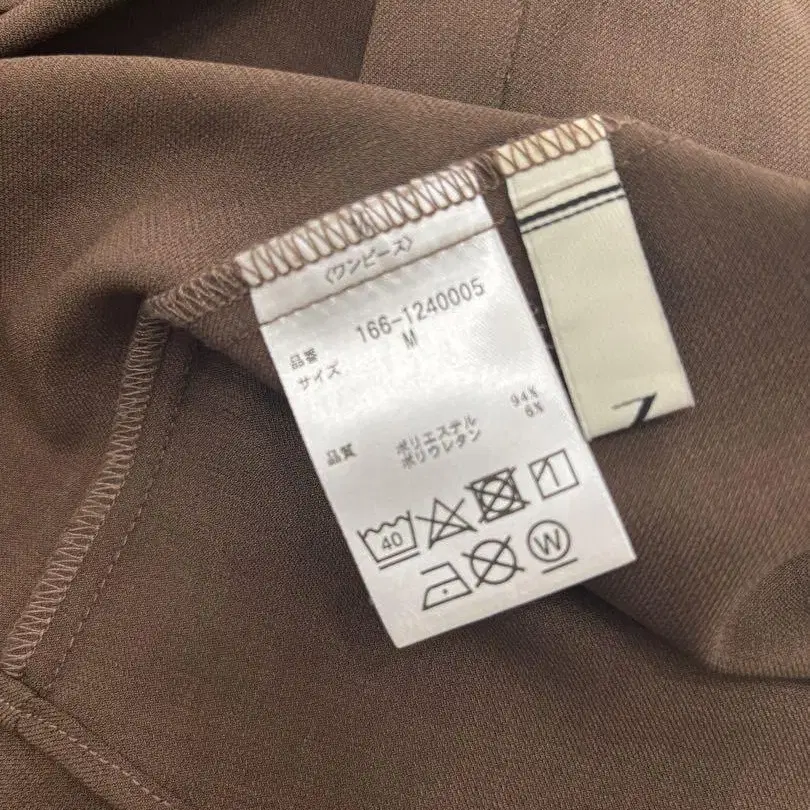 〈ワンピース〉
品番 166-1240005
サイズ M
品質 ポリエステル 94%
ポリウレタン 6%
40
W